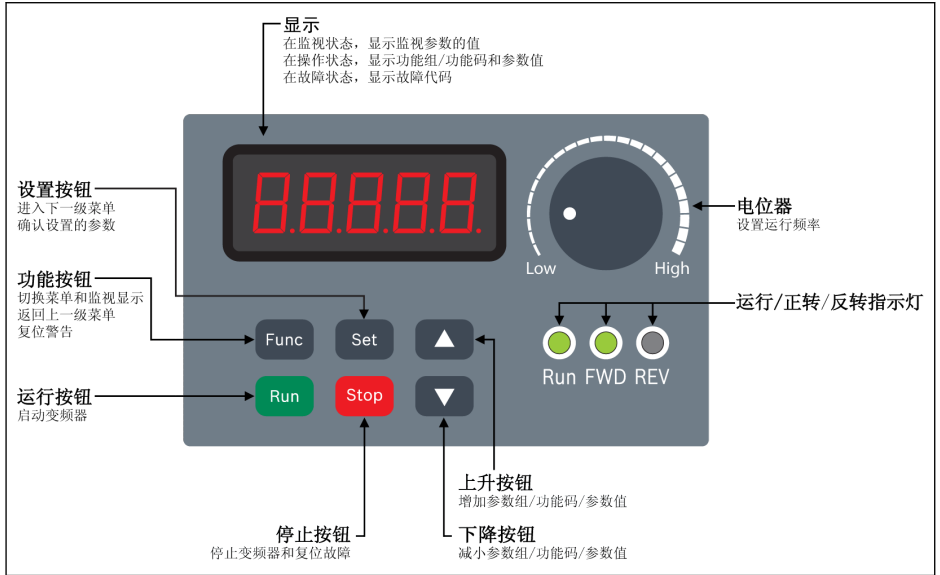 显示
在监视状态，显示监视参数的值
在操作状态，显示功能组/功能码和参数值
在故障状态，显示故障代码
设置按钮
进入下一级菜单
确认设置的参数
88888
Low
High
电位器
设置运行频率
功能按钮
切换菜单和监视显示
返回上一级菜单
复位警告
Func
Set
运行/正转/反转指示灯
Run FWD REV
运行按钮
启动变频器
Run
Stop
上升按钮
增加参数组/功能码/参数值
停止按钮
停止变频器和复位故障
下降按钮
减小参数组/功能码/参数值